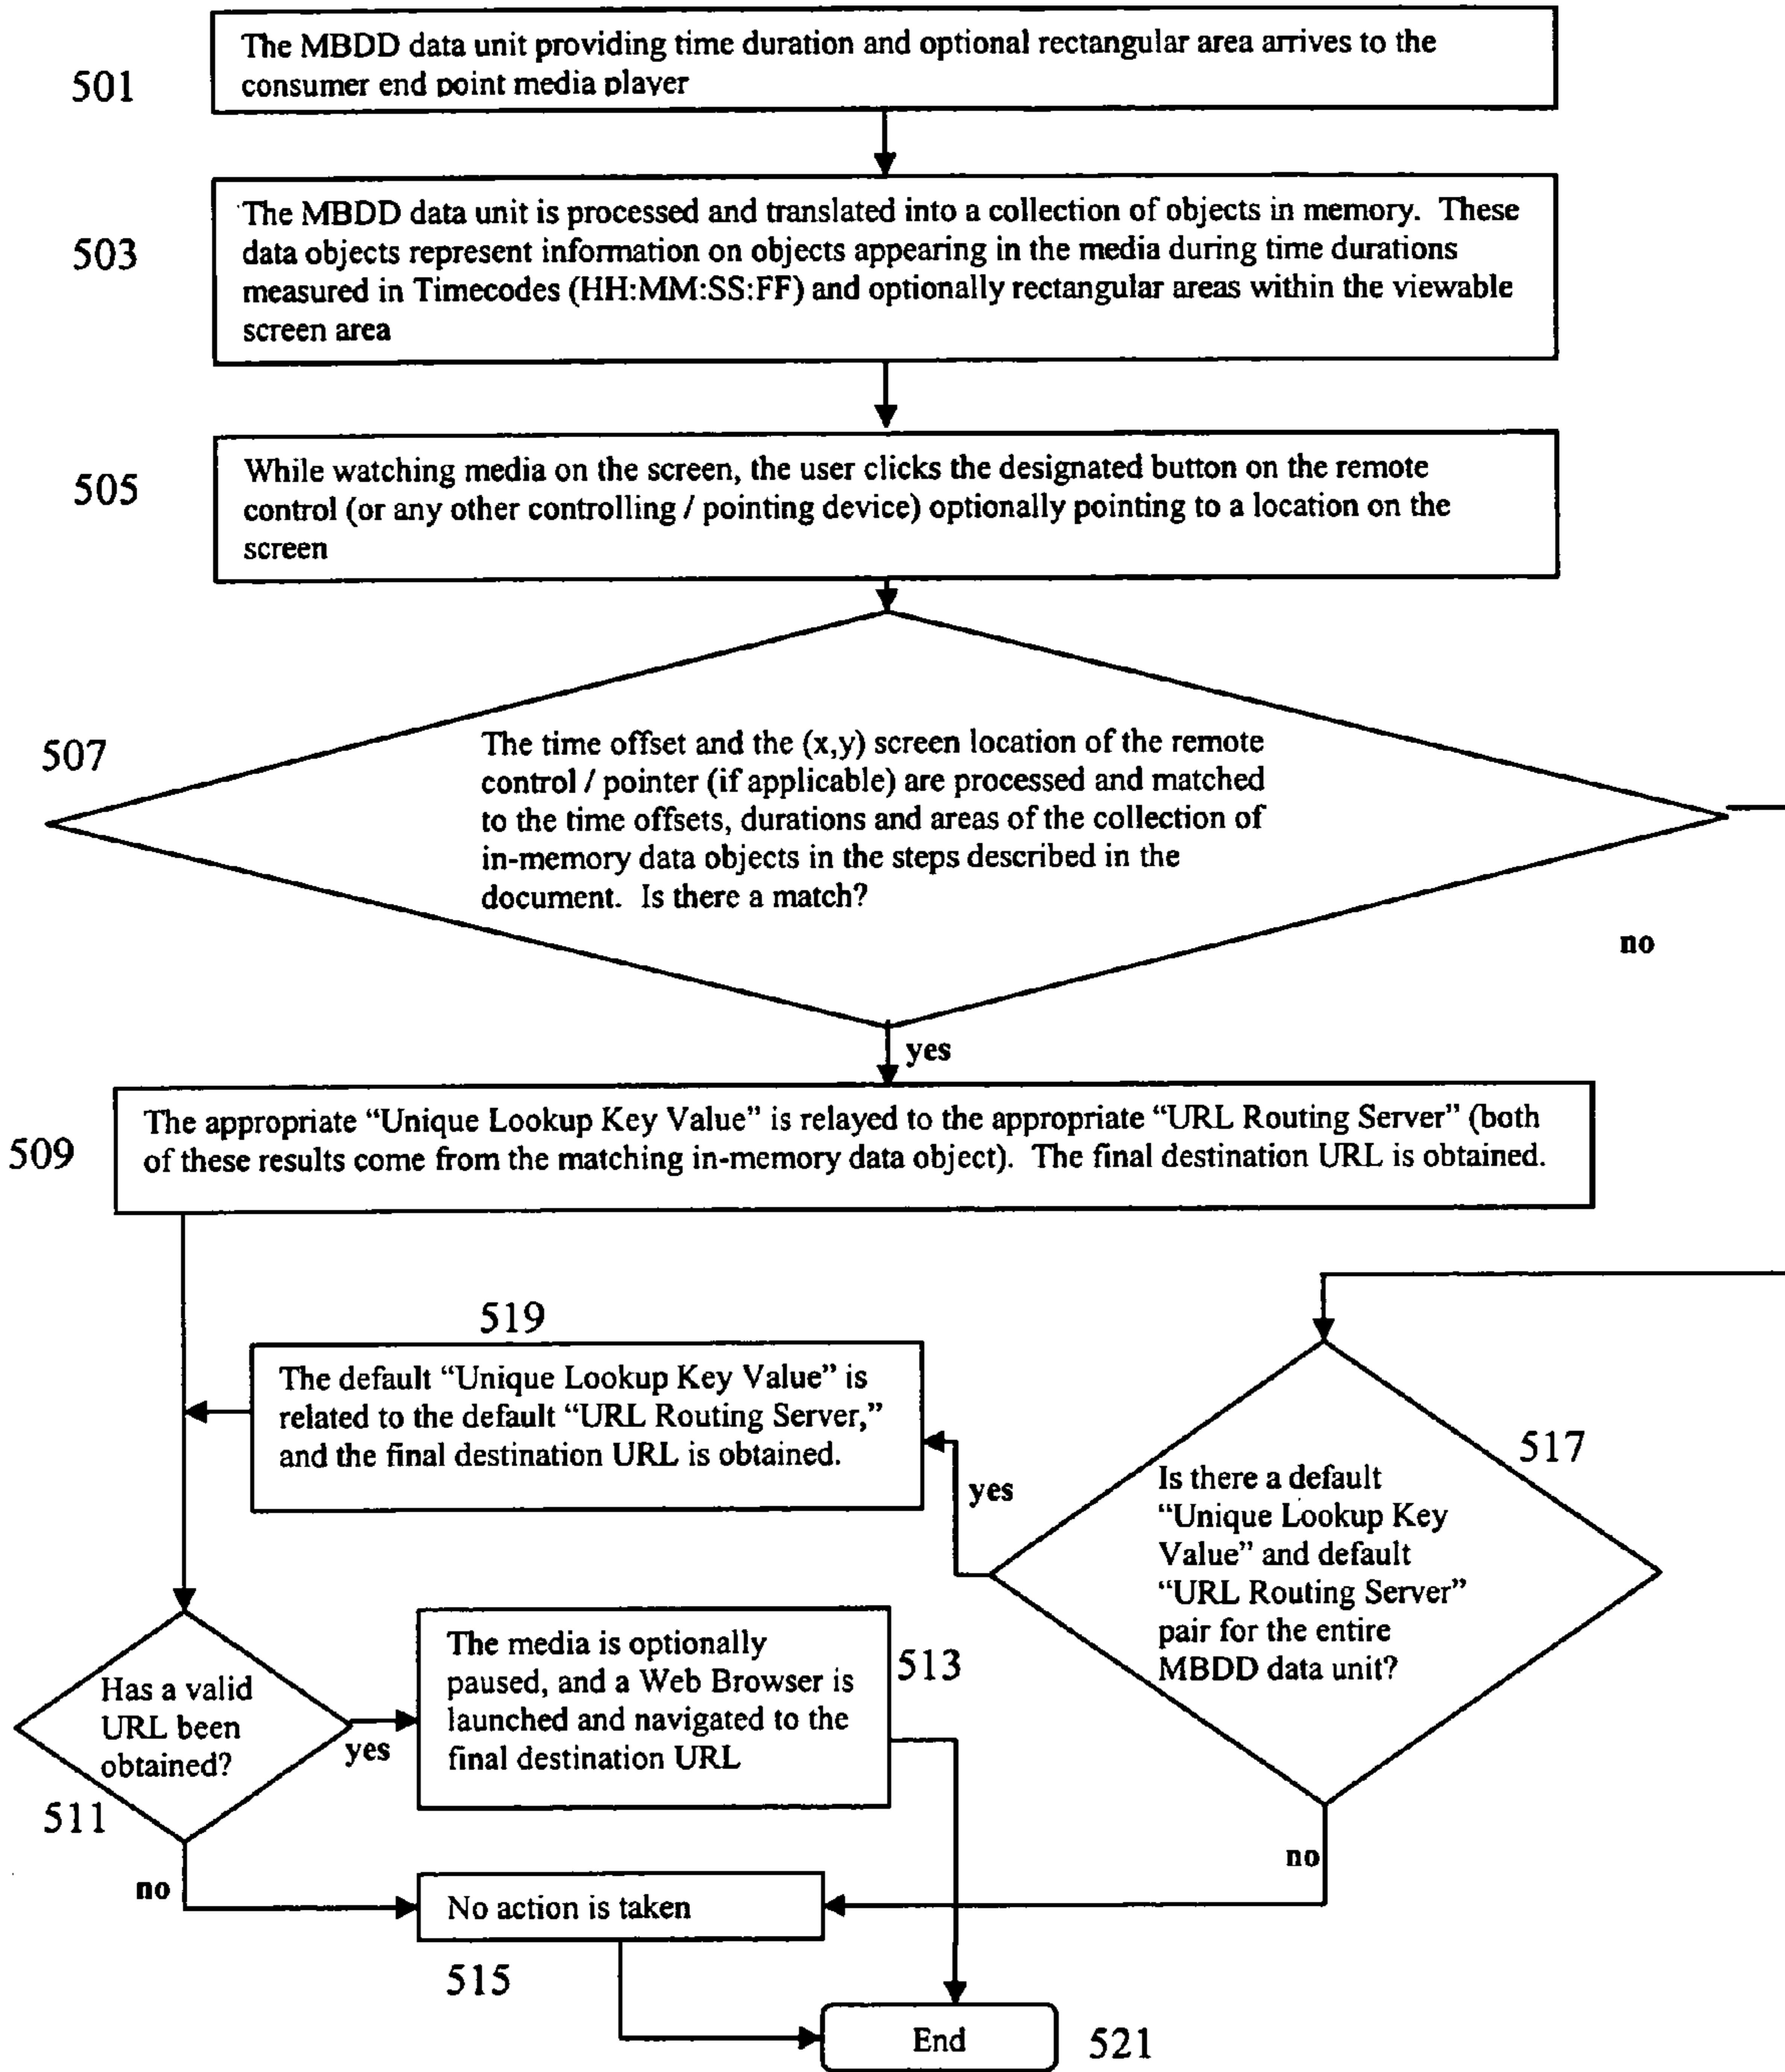 The MBDD data unit providing time duration and optional rectangular area arrives to the
consumer end point media player
501
The MBDD data unit is processed and translated into a collection of objects in memory. These
data objects represent information on objects appearing in the media during time durations
measured in Timecodes (HH:MM:SS:FF) and optionally rectangular areas within the viewable
screen area
503
While watching media on the screen, the user clicks the designated button on the remote
control (or any other controlling / pointing device) optionally pointing to a location on the
screen
505
507
The time offset and the (x,y) screen location of the remote
control / pointer (if applicable) are processed and matched
to the time offsets, durations and areas of the collection of
in-memory data objects in the steps described in the
document. Is there a match?
no
yes
509
The appropriate “Unique Lookup Key Value” is relayed to the appropriate “URL Routing Server” (both
of these results come from the matching in-memory data object). The final destination URL is obtained.
519
The default “Unique Lookup Key Value” is
related to the default “URL Routing Server,”
and the final destination URL is obtained.
yes
517
Is there a default
“Unique Lookup Key
Value” and default
“URL Routing Server”
pair for the entire
MBDD data unit?
Has a valid
URL been
obtained?
511
yes
The media is optionally
paused, and a Web Browser is
launched and navigated to the
final destination URL
513
no
no
No action is taken
515
End
521